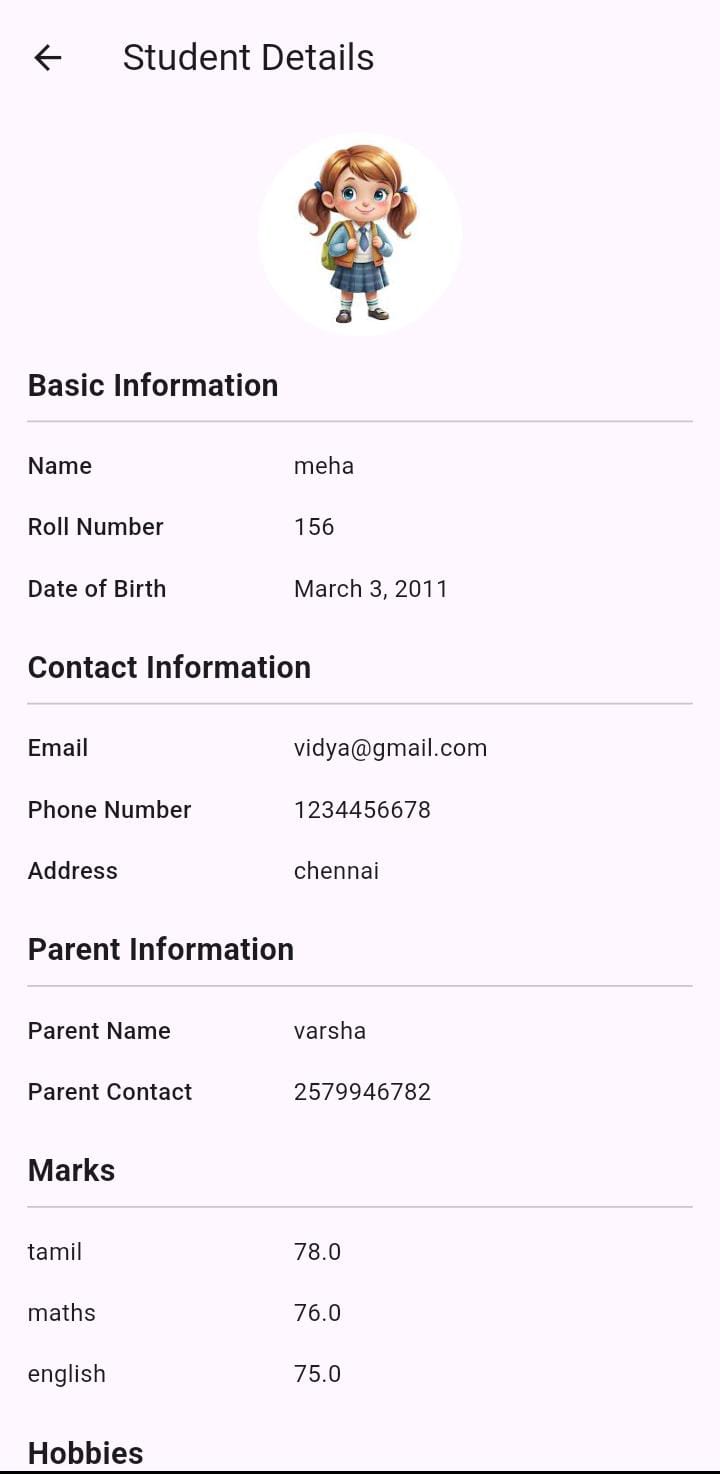 Student Details
Basic Information
Name meha
Roll Number 156
Date of Birth March 3, 2011
Contact Information
Email vidya@gmail.com
Phone Number 1234456678
Address chennai
Parent Information
Parent Name varsha
Parent Contact 2579946782
Marks
tamil 78.0
maths 76.0
english 75.0
Hobbies